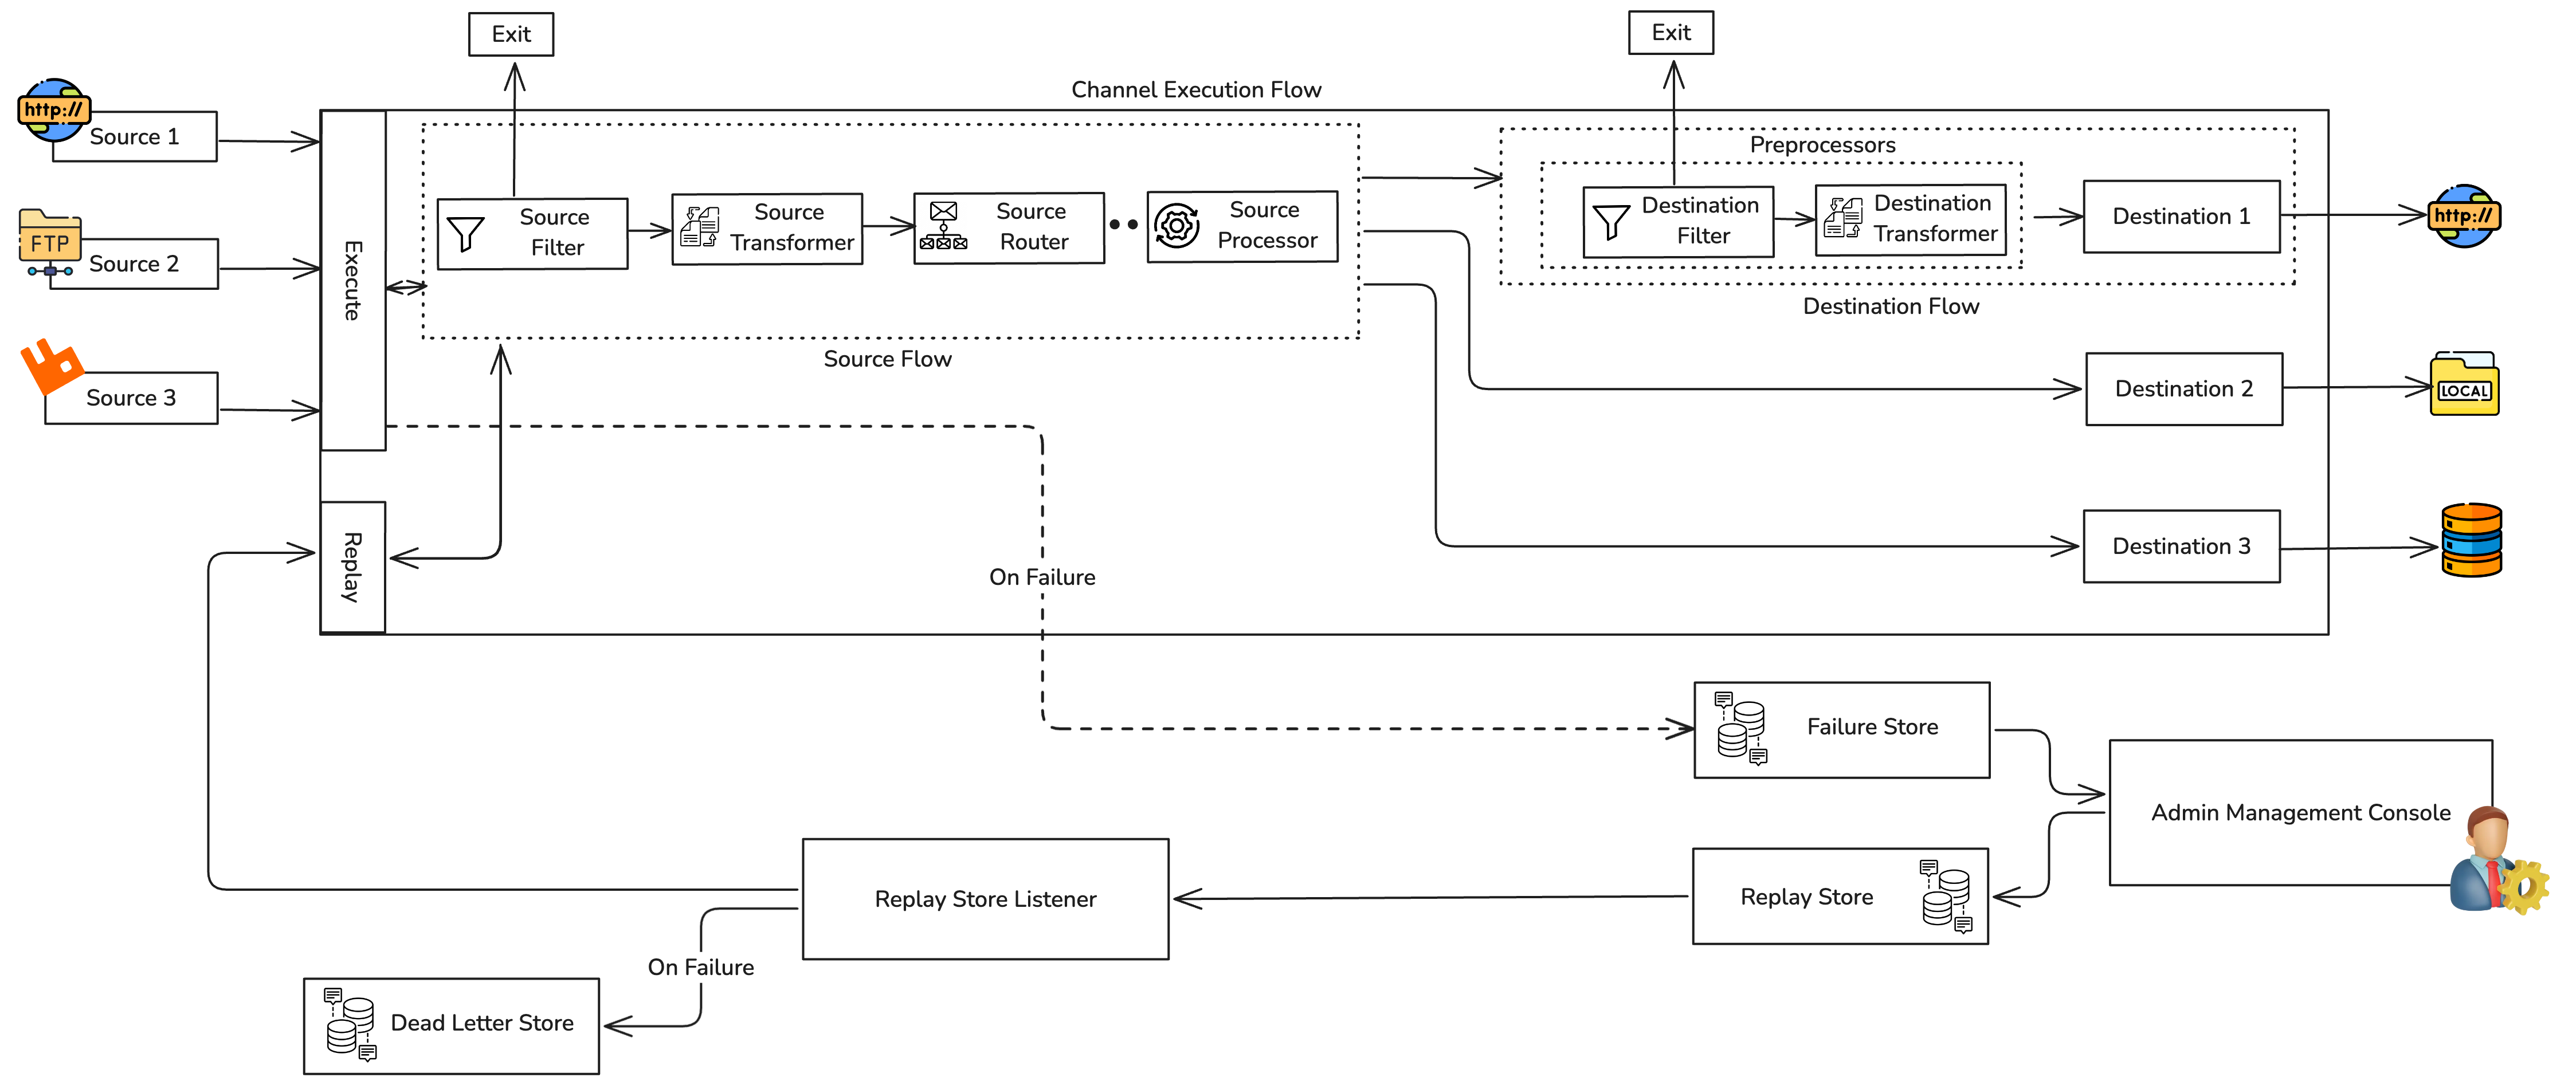 Exit
Exit
Channel Execution Flow
http://
Source 1
FTP
Source 2
Source 3
Execute
Replay
Source
Filter
Source
Transformer
Source
Router
Source
Processor
Source Flow
Preprocessors
Destination
Filter
Destination
Transformer
Destination Flow
Destination 1
http://
Destination 2
LOCAL
Destination 3
On Failure
Failure Store
Admin Management Console
Replay Store
Replay Store Listener
On Failure
Dead Letter Store